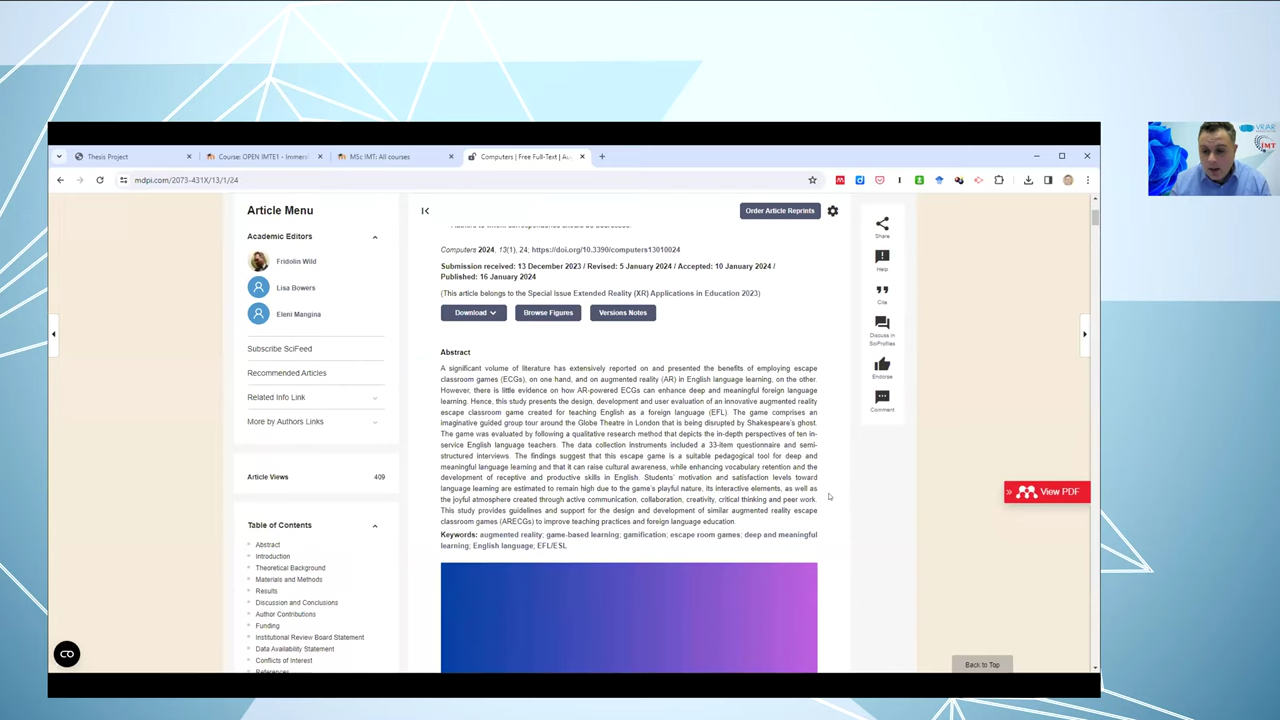 Thesis Project
Course: OPEN IMTE1 - Immers
MSc IMT: All courses
Computers | Free Full-Text | Au
mdpi.com/2073-431X/13/1/24
Article Menu
Academic Editors
Fridolin Wild
Lisa Bowers
Eleni Mangina
Subscribe SciFeed
Recommended Articles
Related Info Link
More by Authors Links
Article Views
409
Table of Contents
Abstract
Introduction
Theoretical Background
Materials and Methods
Results
Discussion and Conclusions
Author Contributions
Funding
Institutional Review Board Statement
Data Availability Statement
Conflicts of Interest
References
Order Article Reprints
Computers 2024, 13(1), 24; https://doi.org/10.3390/computers13010024
Submission received: 13 December 2023 / Revised: 5 January 2024 / Accepted: 10 January 2024 /
Published: 16 January 2024
(This article belongs to the Special Issue Extended Reality (XR) Applications in Education 2023)
Download
Browse Figures
Versions Notes
Abstract
A significant volume of literature has extensively reported on and presented the benefits of employing escape
classroom games (ECGs), on one hand, and on augmented reality (AR) in English language learning, on the other.
However, there is little evidence on how AR-powered ECGs can enhance deep and meaningful foreign language
learning. Hence, this study presents the design, development and user evaluation of an innovative augmented reality
escape classroom game created for teaching English as a foreign language (EFL). The game comprises an
imaginative guided group tour around the Globe Theatre in London that is being disrupted by Shakespeare's ghost.
The game was evaluated by following a qualitative research method that depicts the in-depth perspectives of ten in-
service English language teachers. The data collection instruments included a 33-item questionnaire and semi-
structured interviews. The findings suggest that this escape game is a suitable pedagogical tool for deep and
meaningful language learning and that it can raise cultural awareness, while enhancing vocabulary retention and the
development of receptive and productive skills in English. Students' motivation and satisfaction levels toward
language learning are estimated to remain high due to the game's playful nature, its interactive elements, as well as
the joyful atmosphere created through active communication, collaboration, creativity, critical thinking and peer work.
This study provides guidelines and support for the design and development of similar augmented reality escape
classroom games (ARECGs) to improve teaching practices and foreign language education.
Keywords: augmented reality; game-based learning; gamification; escape room games; deep and meaningful
learning; English language; EFL/ESL
Share
Help
Cite
Discuss in
SciProfiles
Endorse
Comment
View PDF
Back to Top